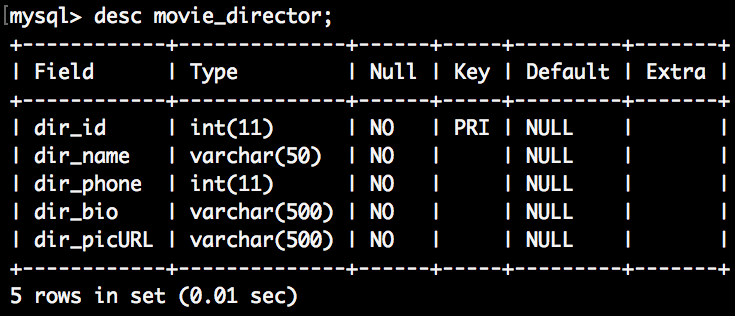 [mysql> desc movie_director;
+------------+--------------+------+-----+---------+-------+
| Field      | Type         | Null | Key | Default | Extra |
+------------+--------------+------+-----+---------+-------+
| dir_id     | int(11)      | NO   | PRI | NULL    |       |
| dir_name   | varchar(50)  | NO   |     | NULL    |       |
| dir_phone  | int(11)      | NO   |     | NULL    |       |
| dir_bio    | varchar(500) | NO   |     | NULL    |       |
| dir_picURL | varchar(500) | NO   |     | NULL    |       |
+------------+--------------+------+-----+---------+-------+
5 rows in set (0.01 sec)